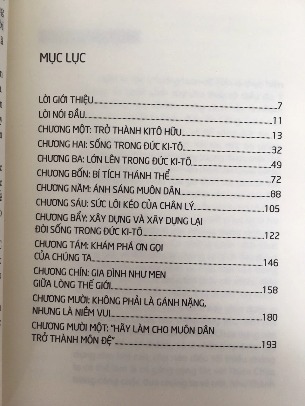 MỤC LỤC
LỜI GIỚI THIỆU 7
LỜI NÓI ĐẦU 11
CHƯƠNG MỘT: TRỞ THÀNH KITÔ HỮU 13
CHƯƠNG HAI: SỐNG TRONG ĐỨC KI-TÔ 32
CHƯƠNG BA: LỚN LÊN TRONG ĐỨC KI-TÔ 49
CHƯƠNG BỐN: BÍ TÍCH THÁNH THỂ 72
CHƯƠNG NĂM: ÁNH SÁNG MUÔN DÂN 88
CHƯƠNG SÁU: SỨC LÔI KÉO CỦA CHÂN LÝ 105
CHƯƠNG BẨY: XÂY DỰNG VÀ XÂY DỰNG LẠI
ĐỜI SỐNG TRONG ĐỨC KI-TÔ 122
CHƯƠNG TÁM: KHÁM PHÁ ƠN GỌI
CỦA CHÚNG TA 146
CHƯƠNG CHÍN: GIA ĐÌNH NHƯ MEN
GIỮA LÒNG THẾ GIỚI 158
CHƯƠNG MƯỜI: KHÔNG PHẢI LÀ GÁNH NẶNG,
NHƯNG LÀ NIỀM VUI 180
CHƯƠNG MƯỜI MỘT: "HÃY LÀM CHO MUÔN DÂN
TRỞ THÀNH MÔN ĐỆ" 193